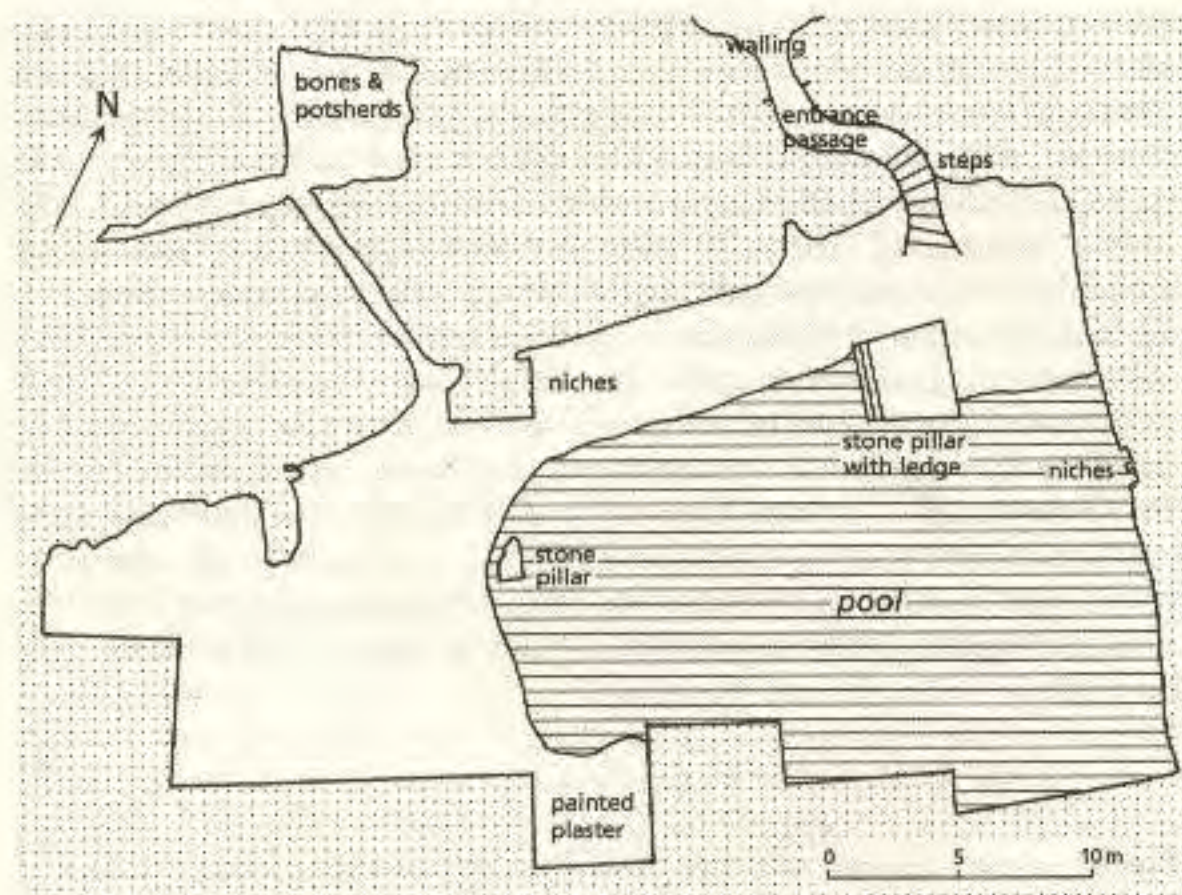 walling
bones &
potsherds
N
entrance
passage
steps
niches
stone pillar
with ledge
niches
stone
pillar
pool
painted
plaster
0 5 10 m